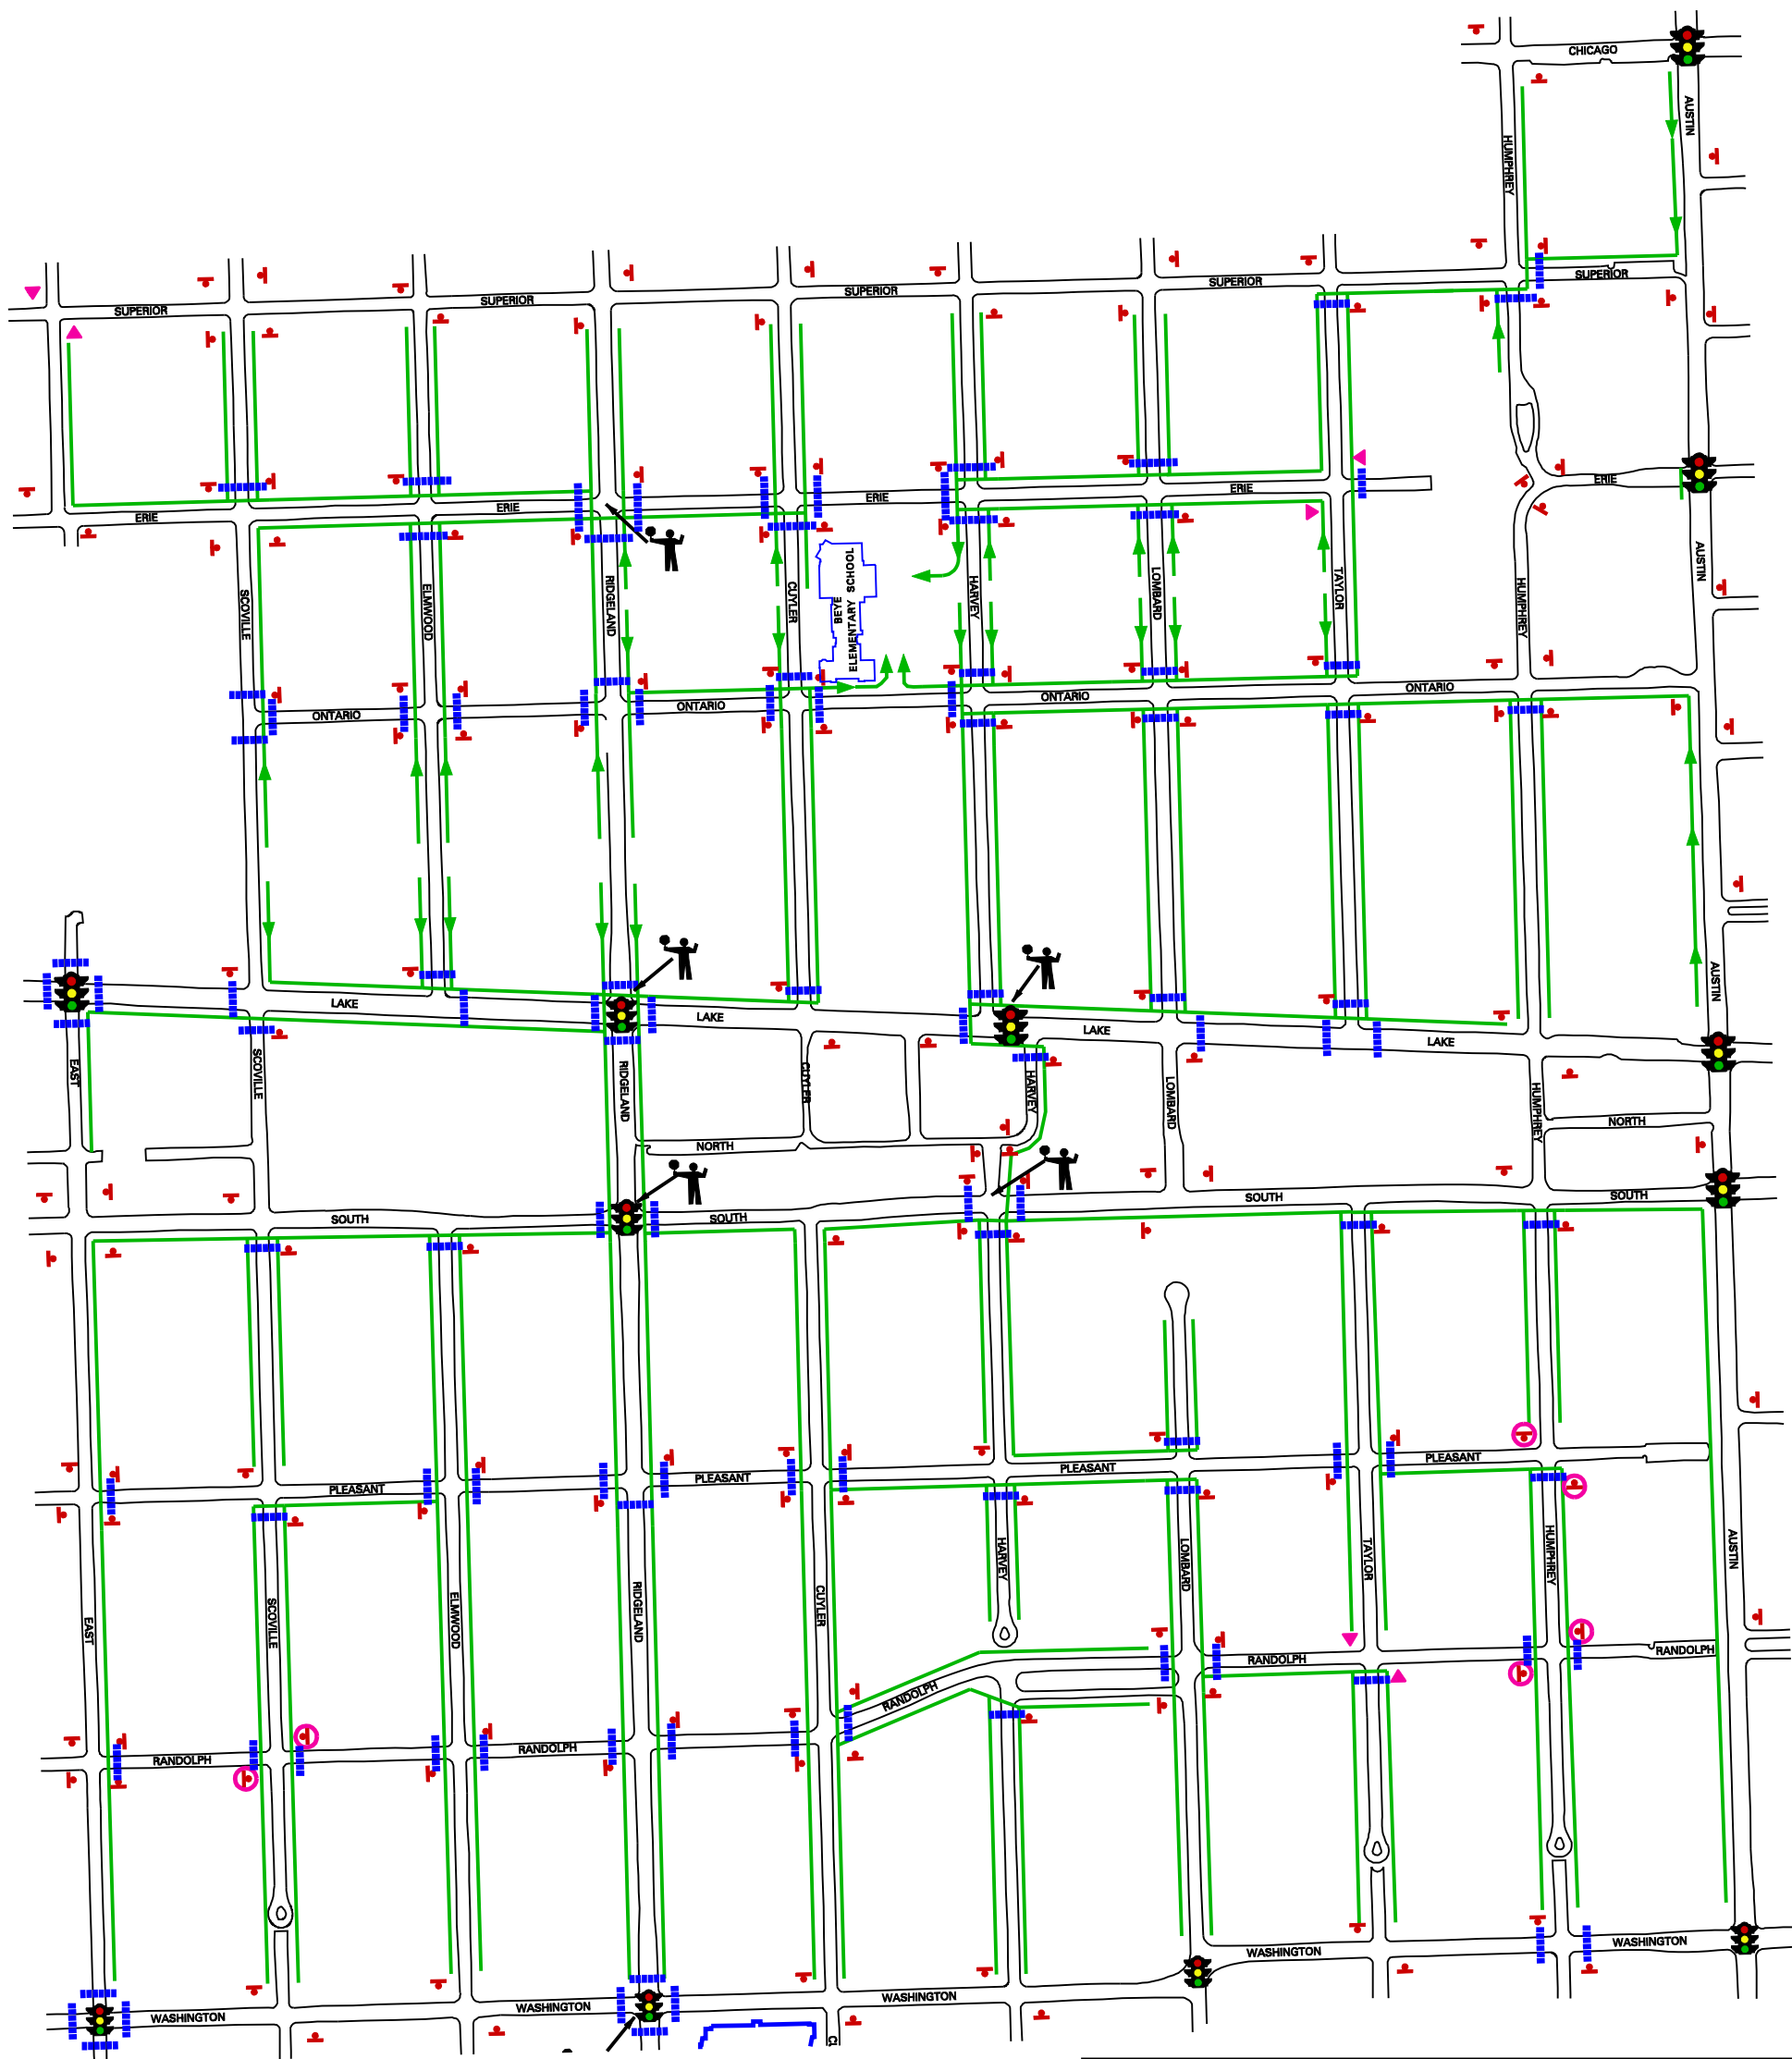 CHICAGO
AUSTIN
HUMPHREY
SUPERIOR
SUPERIOR
SUPERIOR
SUPERIOR
SUPERIOR
ERIE
ERIE
ERIE
ERIE
ERIE
SCOVILLE
ELMWOOD
RIDGELAND
CUYLER
BEYE
ELEMENTARY SCHOOL
HARVEY
LOMBARD
TAYLOR
HUMPHREY
AUSTIN
ONTARIO
ONTARIO
ONTARIO
ONTARIO
AUSTIN
LAKE
LAKE
LAKE
LAKE
EAST
SCOVILLE
RIDGELAND
CUYLER
HARVEY
LOMBARD
HUMPHREY
NORTH
NORTH
SOUTH
SOUTH
SOUTH
SOUTH
PLEASANT
PLEASANT
PLEASANT
PLEASANT
EAST
SCOVILLE
ELMWOOD
RIDGELAND
CUYLER
HARVEY
LOMBARD
TAYLOR
HUMPHREY
AUSTIN
RANDOLPH
RANDOLPH
RANDOLPH
RANDOLPH
RANDOLPH
WASHINGTON
WASHINGTON
WASHINGTON
WASHINGTON
WASHINGTON